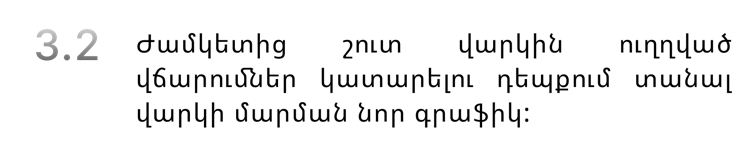 3.2 Ժամկետից շուտ վարկին ուղղված
վճարումներ կատարելու դեպքում տանալ
վարկի մարման նոր գրաֆիկ: